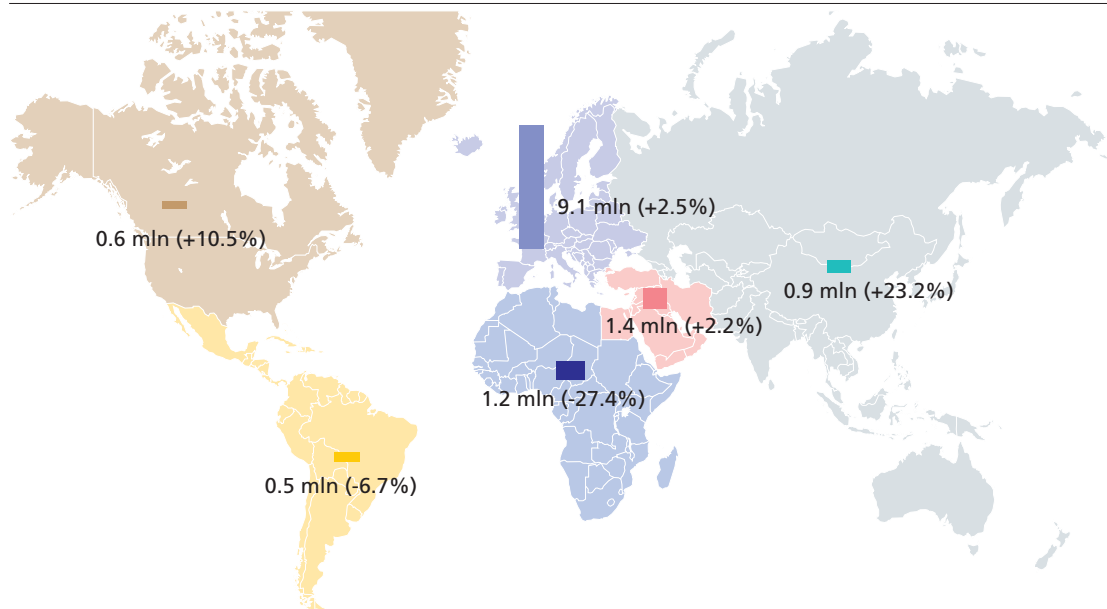 9.1 mln (+2.5%)
0.6 mln (+10.5%)
0.9 mln (+23.2%)
1.4 mln (+2.2%)
1.2 mln (-27.4%)
0.5 mln (-6.7%)